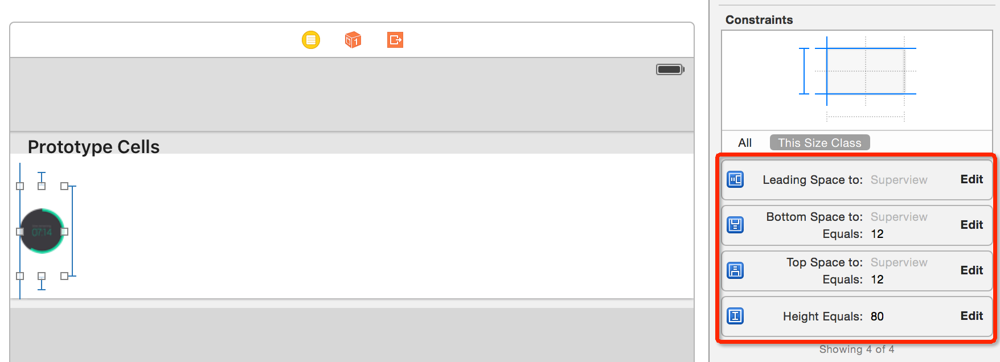 Prototype Cells
07:14
Constraints
All This Size Class
Leading Space to: Superview Edit
Bottom Space to: Superview
Equals: 12 Edit
Top Space to: Superview
Equals: 12 Edit
Height Equals: 80 Edit
Showing 4 of 4